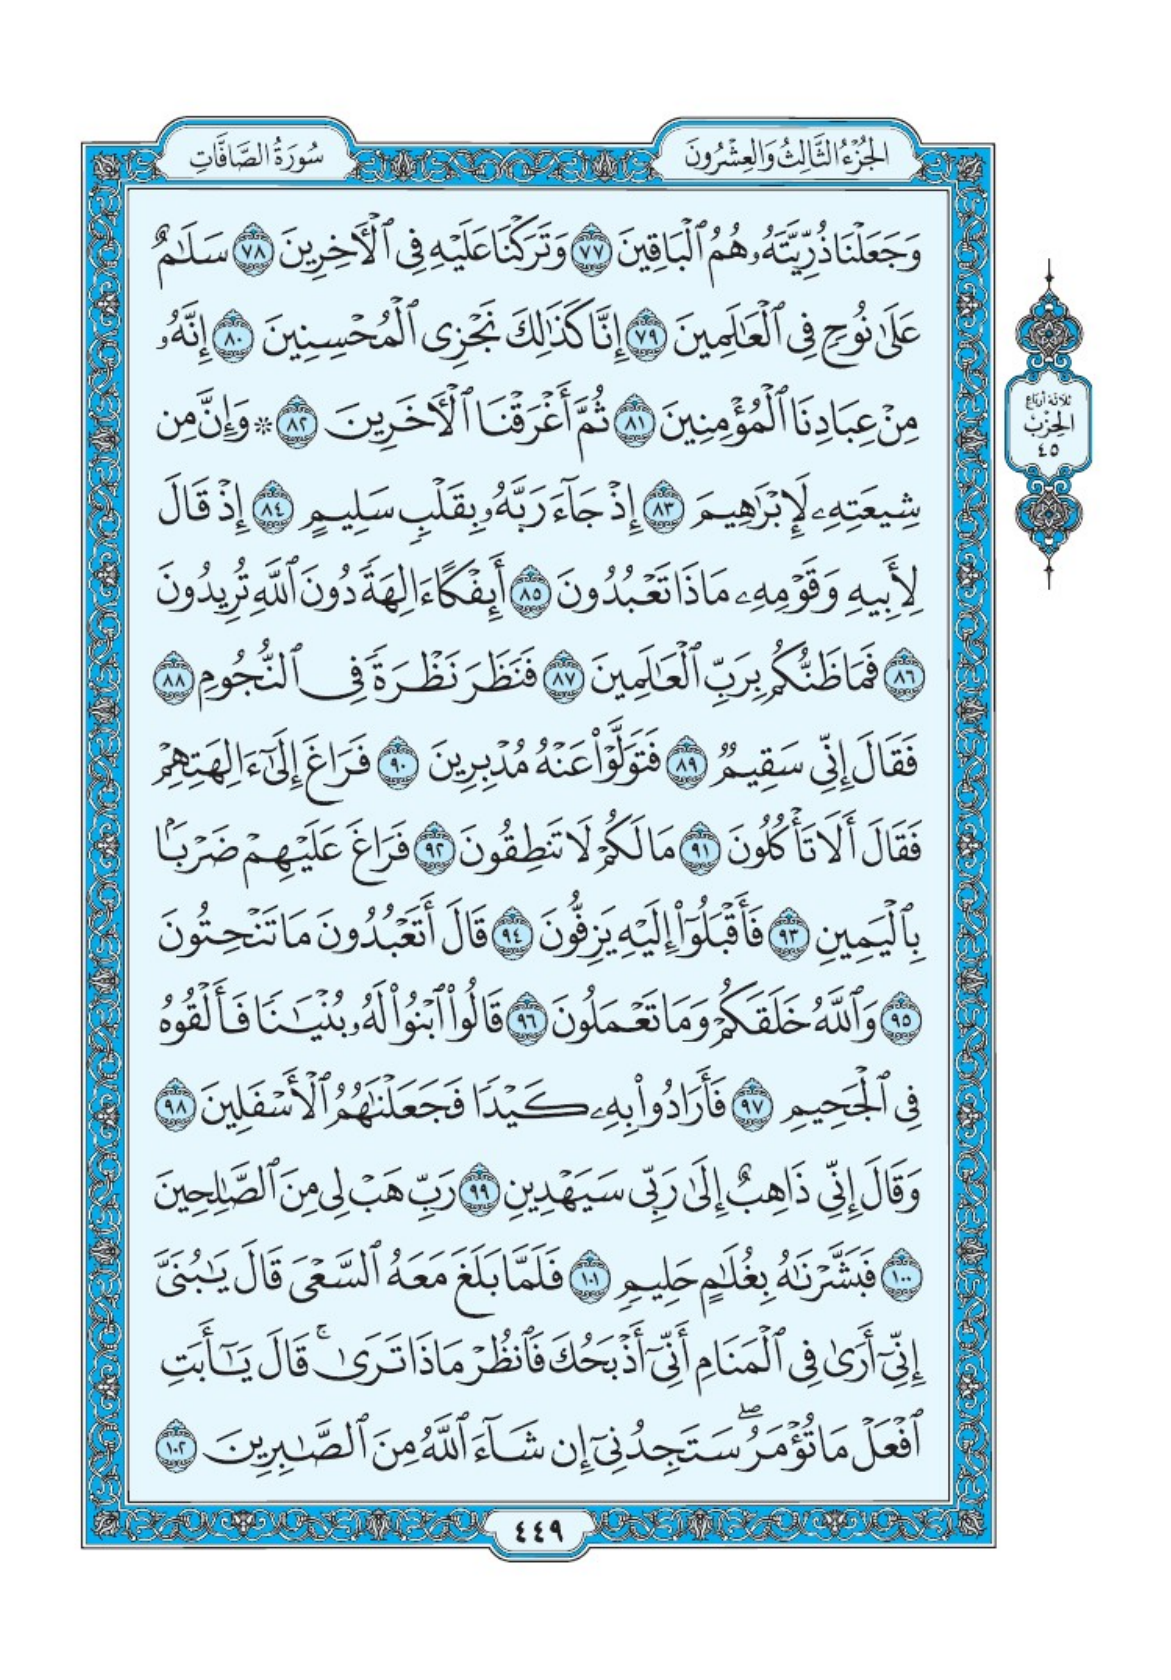 الجُزْءُ الثَّالِثُ وَالعِشْرُونَ
سُورَةُ الصَّافَّاتِ
وَجَعَلْنَا ذُرِّيَّتَهُۥ هُمُ ٱلْبَاقِينَ ٧٧ وَتَرَكْنَا عَلَيْهِ فِى ٱلْـَٔاخِرِينَ ٧٨ سَلَـٰمٌ
عَلَىٰ نُوحٍ فِى ٱلْعَـٰلَمِينَ ٧٩ إِنَّا كَذَٰلِكَ نَجْزِى ٱلْمُحْسِنِينَ ٨٠ إِنَّهُۥ
مِنْ عِبَادِنَا ٱلْمُؤْمِنِينَ ٨١ ثُمَّ أَغْرَقْنَا ٱلْـَٔاخَرِينَ ٨٢ ۞ وَإِنَّ مِن
شِيعَتِهِۦ لَإِبْرَٰهِيمَ ٨٣ إِذْ جَآءَ رَبَّهُۥ بِقَلْبٍ سَلِيمٍ ٨٤ إِذْ قَالَ
لِأَبِيهِ وَقَوْمِهِۦ مَاذَا تَعْبُدُونَ ٨٥ أَئِفْكًا ءَالِهَةً دُونَ ٱللَّهِ تُرِيدُونَ
٨٦ فَمَا ظَنُّكُم بِرَبِّ ٱلْعَـٰلَمِينَ ٨٧ فَنَظَرَ نَظْرَةً فِى ٱلنُّجُومِ ٨٨
فَقَالَ إِنِّى سَقِيمٌ ٨٩ فَتَوَلَّوْا۟ عَنْهُ مُدْبِرِينَ ٩٠ فَرَاغَ إِلَىٰٓ ءَالِهَتِهِمْ
فَقَالَ أَلَا تَأْكُلُونَ ٩١ مَا لَكُمْ لَا تَنطِقُونَ ٩٢ فَرَاغَ عَلَيْهِمْ ضَرْبًۢا
بِٱلْيَمِينِ ٩٣ فَأَقْبَلُوٓا۟ إِلَيْهِ يَزِفُّونَ ٩٤ قَالَ أَتَعْبُدُونَ مَا تَنْحِتُونَ
٩٥ وَٱللَّهُ خَلَقَكُمْ وَمَا تَعْمَلُونَ ٩٦ قَالُوا۟ ٱبْنُوا۟ لَهُۥ بُنْيَـٰنًا فَأَلْقُوهُ
فِى ٱلْجَحِيمِ ٩٧ فَأَرَادُوا۟ بِهِۦ كَيْدًا فَجَعَلْنَـٰهُمُ ٱلْأَسْفَلِينَ ٩٨
وَقَالَ إِنِّى ذَاهِبٌ إِلَىٰ رَبِّى سَيَهْدِينِ ٩٩ رَبِّ هَبْ لِى مِنَ ٱلصَّـٰلِحِينَ
١٠٠ فَبَشَّرْنَـٰهُ بِغُلَـٰمٍ حَلِيمٍ ١٠١ فَلَمَّا بَلَغَ مَعَهُ ٱلسَّعْىَ قَالَ يَـٰبُنَىَّ
إِنِّىٓ أَرَىٰ فِى ٱلْمَنَامِ أَنِّىٓ أَذْبَحُكَ فَٱنظُرْ مَاذَا تَرَىٰ ۚ قَالَ يَـٰٓأَبَتِ
ٱفْعَلْ مَا تُؤْمَرُ ۖ سَتَجِدُنِىٓ إِن شَآءَ ٱللَّهُ مِنَ ٱلصَّـٰبِرِينَ ١٠٢
ثلاثة أرباع
الحِزْب
٤٥
٤٤٩